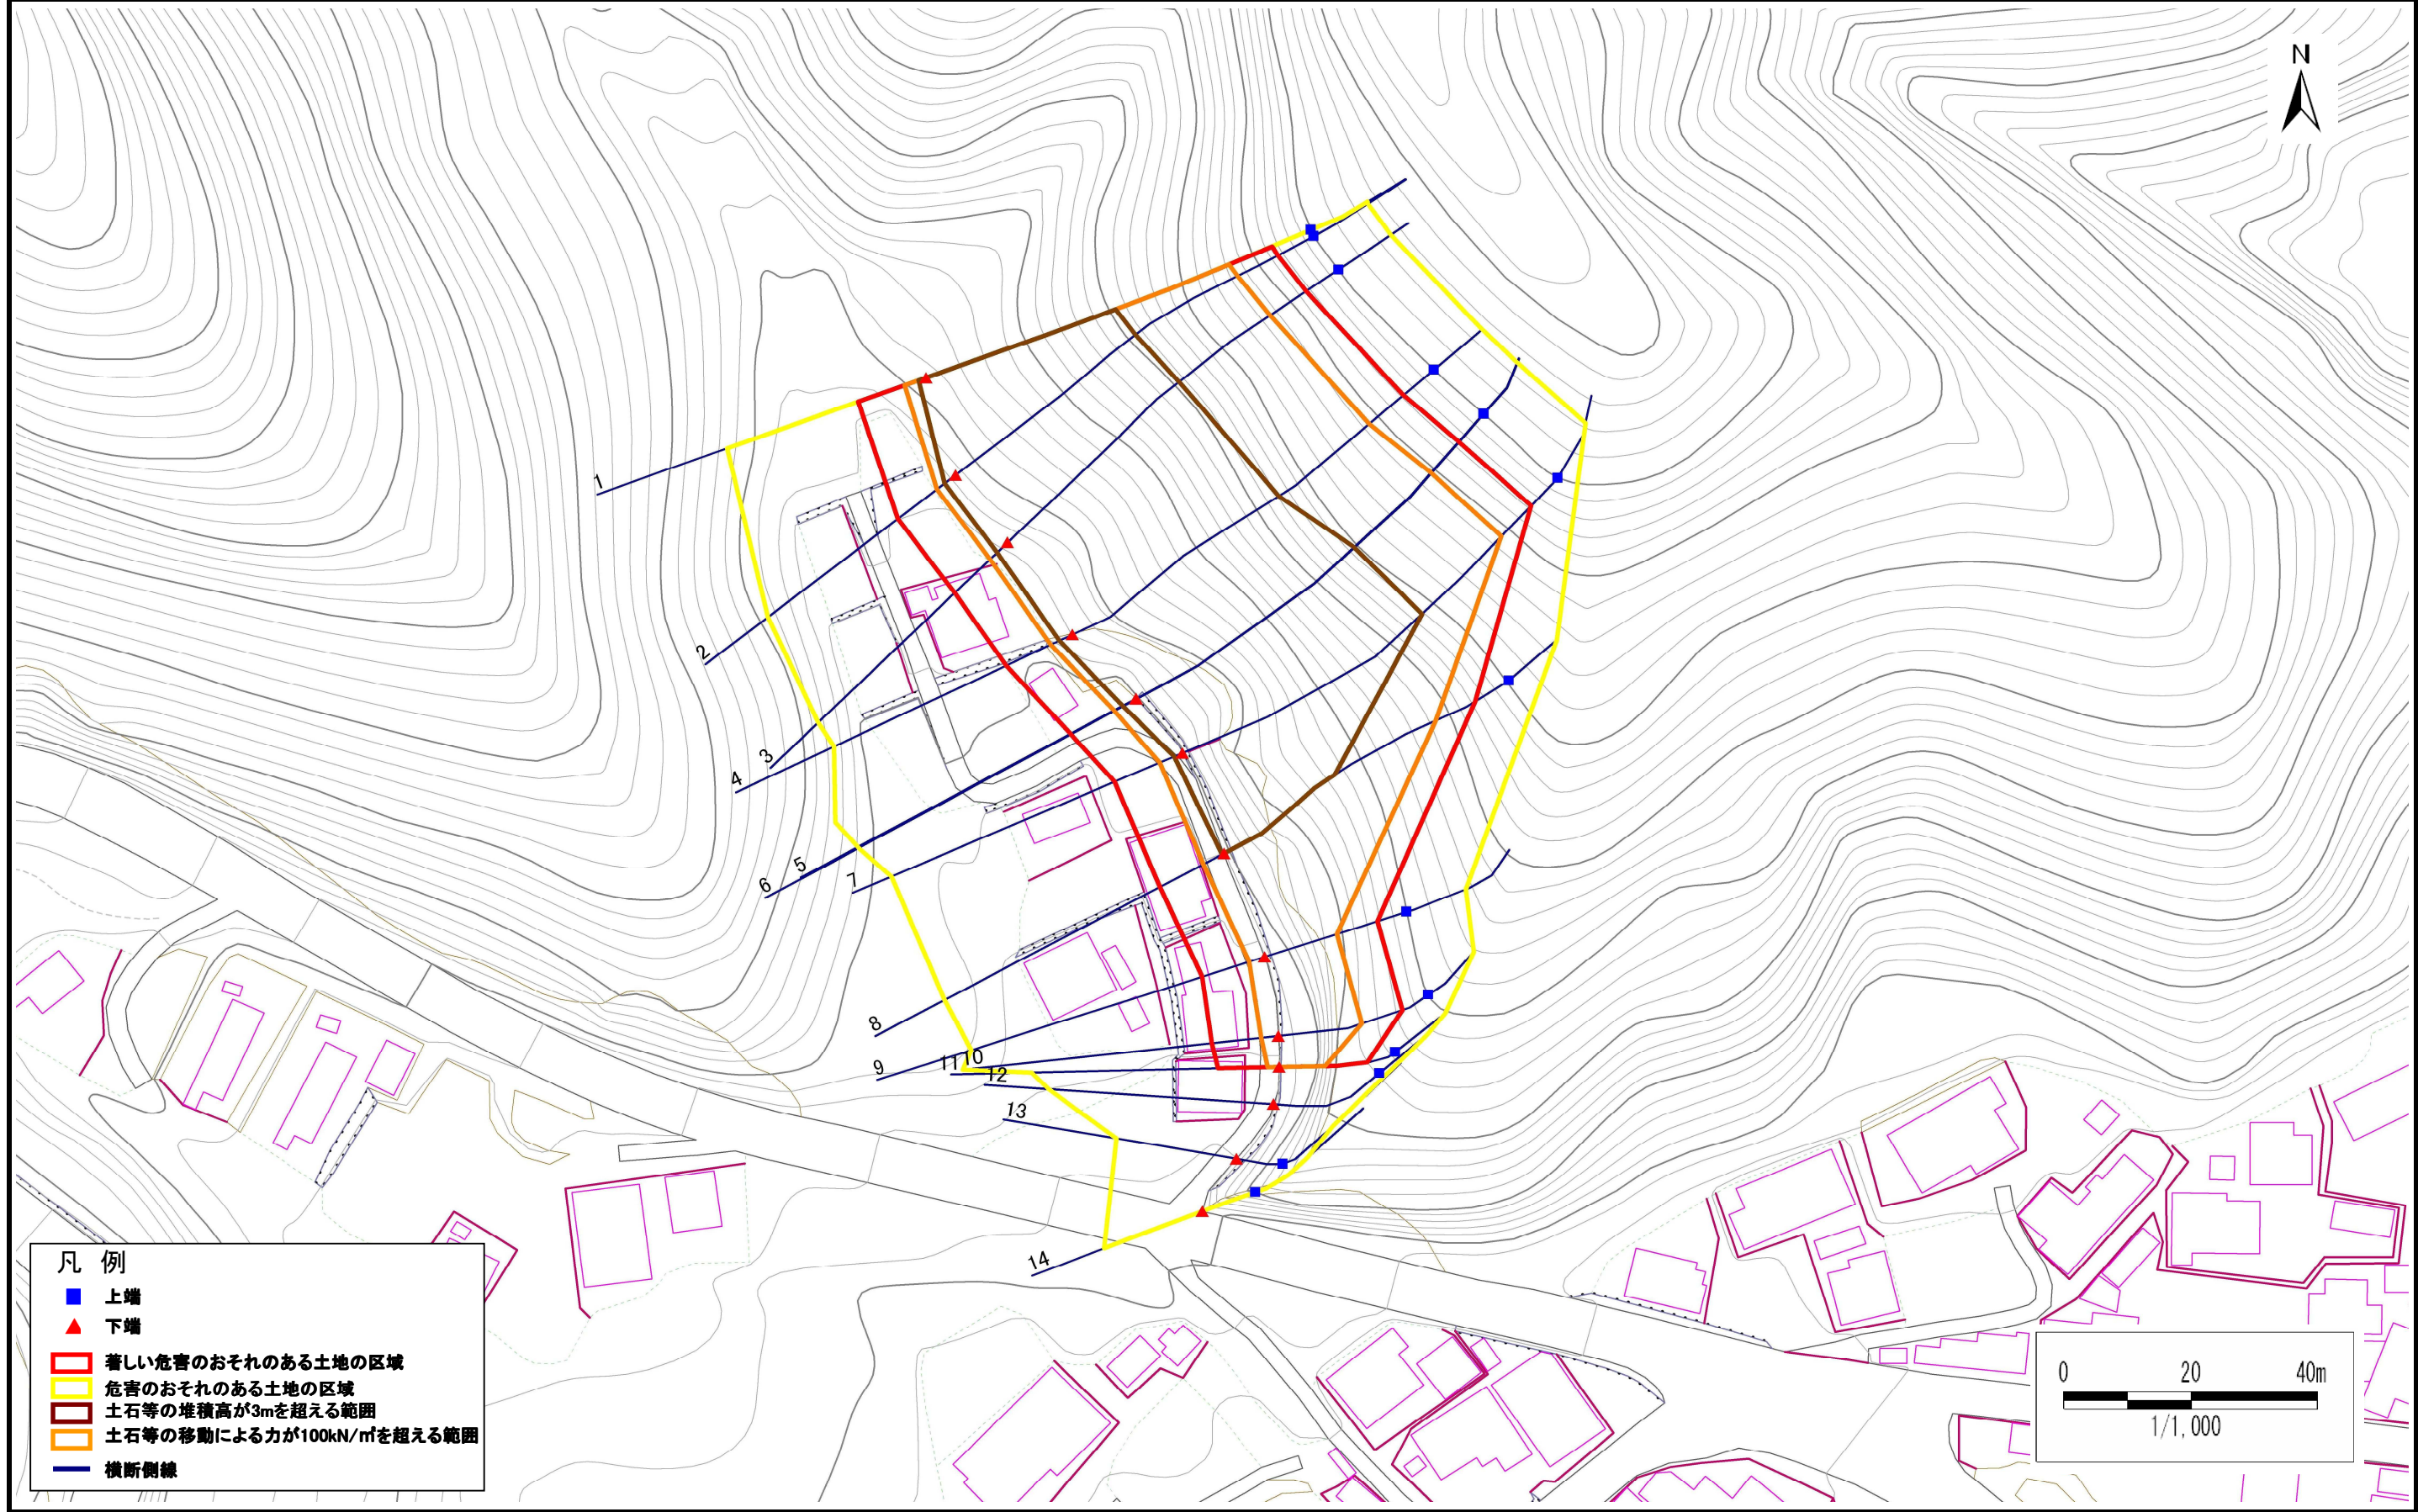 N
1
2
3
4
5
6
7
8
9
11 10
12
13
14
凡 例
上端
下端
著しい危害のおそれのある土地の区域
危害のおそれのある土地の区域
土石等の堆積高が3mを超える範囲
土石等の移動による力が100kN/㎡を超える範囲
横断側線
0 20 40m
1/1,000